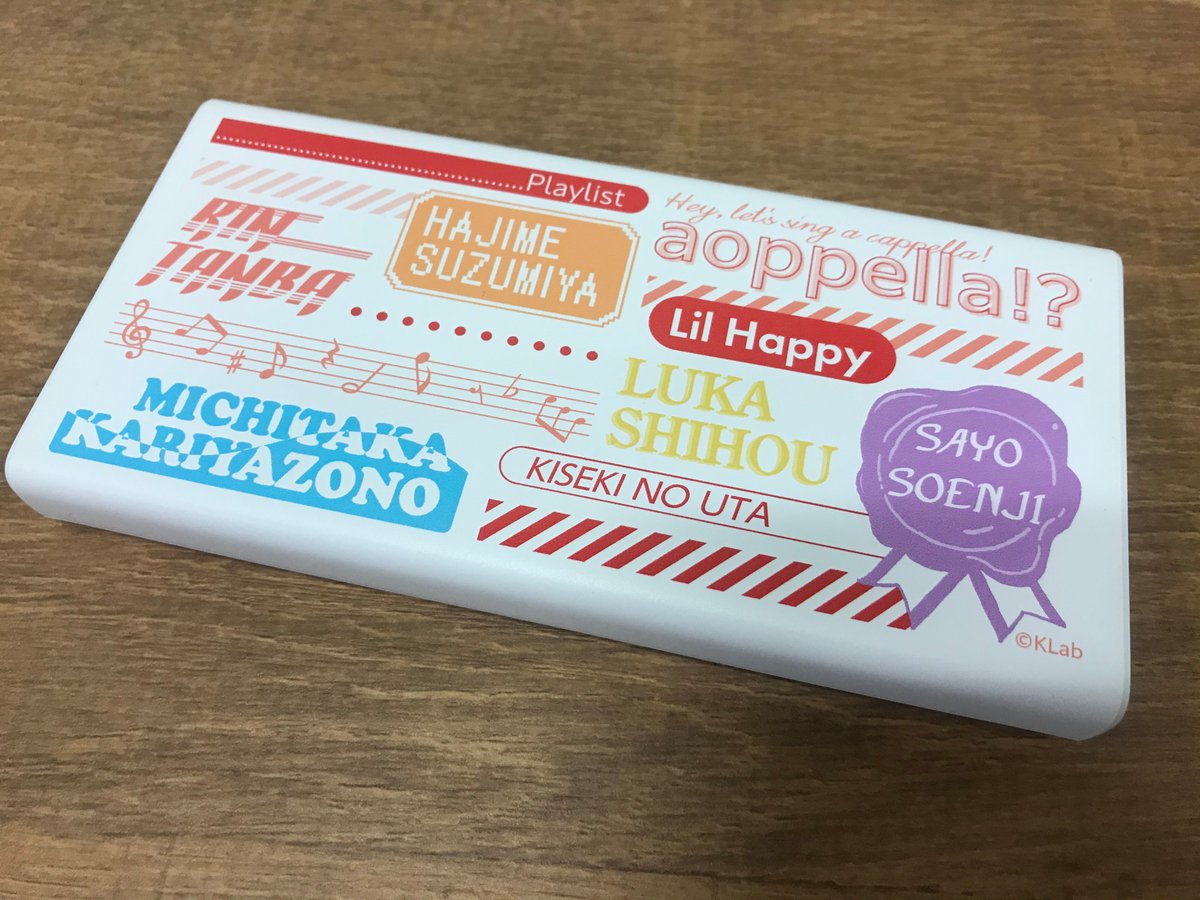 Playlist
RIN
TANBA
HAJIME
SUZUMIYA
Hey, let's sing a cappella!
aoppella!?
Lil Happy
MICHITAKA
KARIYAZONO
LUKA
SHIHOU
KISEKI NO UTA
SAYO
SOENJI
©KLab